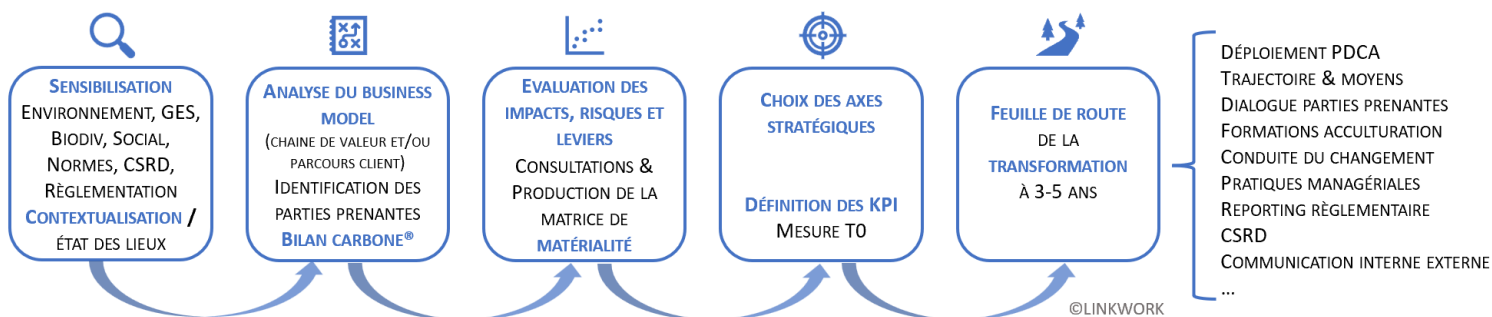 SENSIBILISATION
ENVIRONNEMENT, GES,
BIODIV, SOCIAL,
NORMES, CSRD,
RÈGLEMENTATION
CONTEXTUALISATION /
ÉTAT DES LIEUX
ANALYSE DU BUSINESS
MODEL
(CHAINE DE VALEUR ET/OU
PARCOURS CLIENT)
IDENTIFICATION DES
PARTIES PRENANTES
BILAN CARBONE®
EVALUATION DES
IMPACTS, RISQUES ET
LEVIERS
CONSULTATIONS &
PRODUCTION DE LA
MATRICE DE
MATÉRIALITÉ
CHOIX DES AXES
STRATÉGIQUES
DÉFINITION DES KPI
MESURE T0
FEUILLE DE ROUTE
DE LA
TRANSFORMATION
À 3-5 ANS
DÉPLOIEMENT PDCA
TRAJECTOIRE & MOYENS
DIALOGUE PARTIES PRENANTES
FORMATIONS ACCULTURATION
CONDUITE DU CHANGEMENT
PRATIQUES MANAGÉRIALES
REPORTING RÈGLEMENTAIRE
CSRD
COMMUNICATION INTERNE EXTERNE
...
©LINKWORK